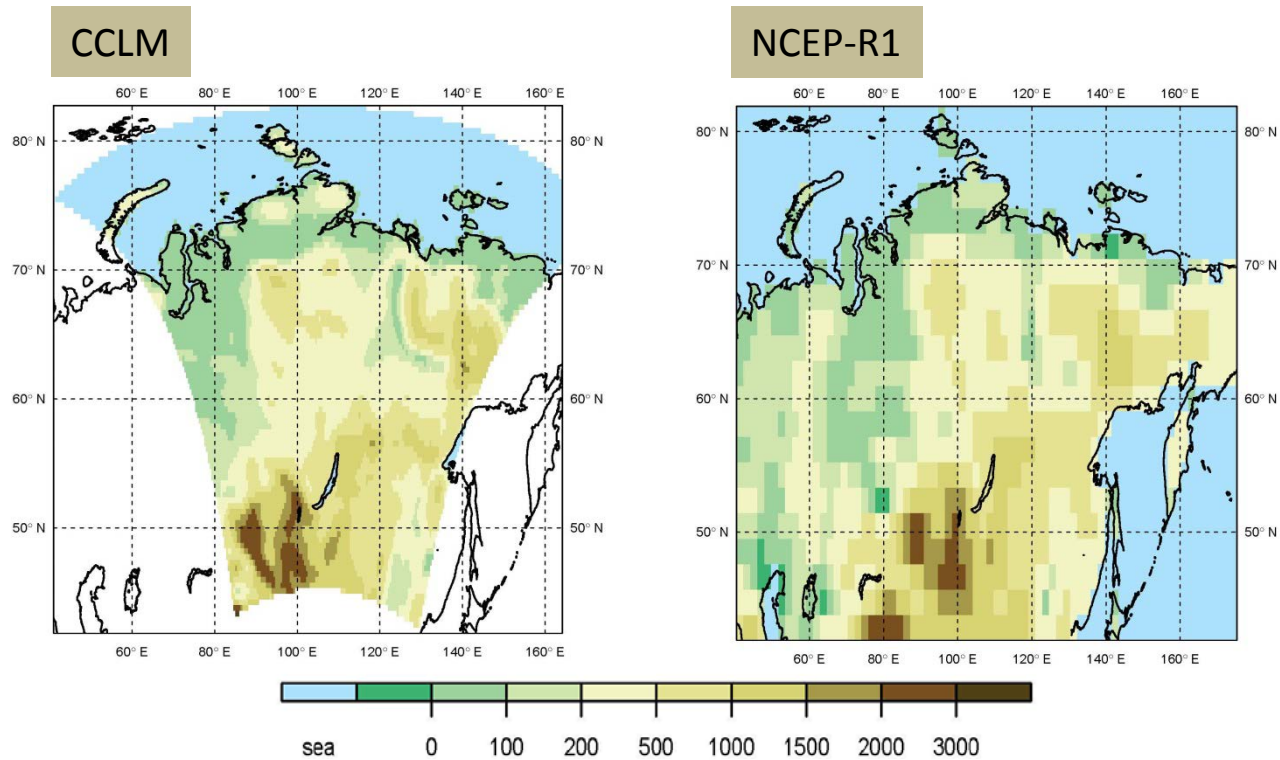 CCLM NCEP-R1
60° E 80° E 100° E 120° E 140° E 160° E 60° E 80° E 100° E 120° E 140° E 160° E
80° N 80° N 80° N 80° N
70° N 70° N 70° N 70° N
60° N 60° N 60° N 60° N
50° N 50° N 50° N 50° N
60° E 80° E 100° E 120° E 140° E 160° E 60° E 80° E 100° E 120° E 140° E 160° E
sea 0 100 200 500 1000 1500 2000 3000